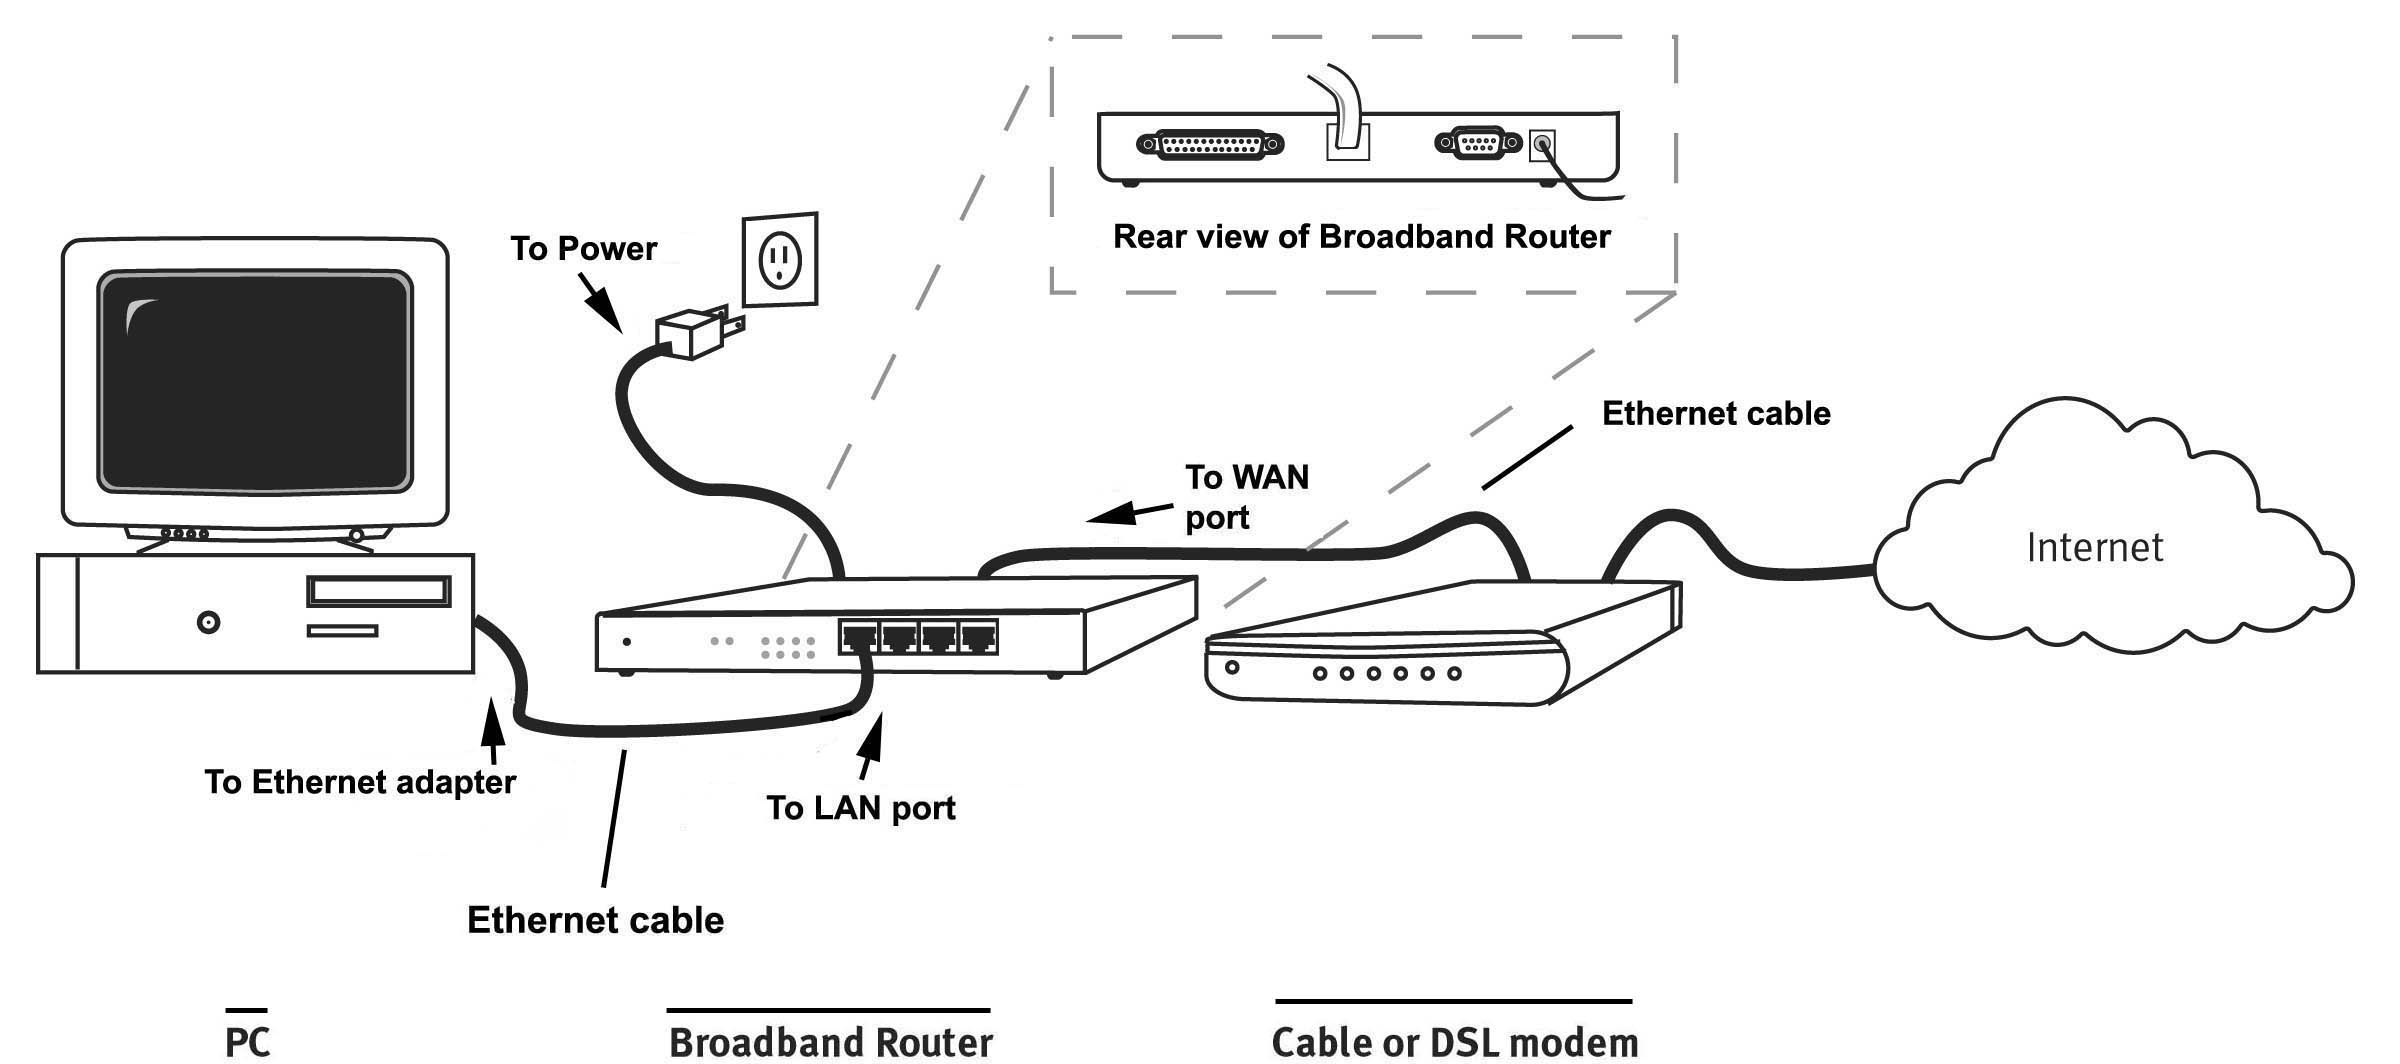 Rear view of Broadband Router
To Power
Ethernet cable
To WAN
port
Internet
To Ethernet adapter
To LAN port
Ethernet cable
PC
Broadband Router
Cable or DSL modem